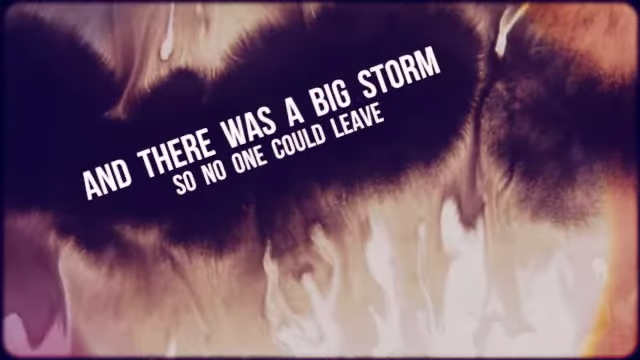 AND THERE WAS A BIG STORM
SO NO ONE COULD LEAVE